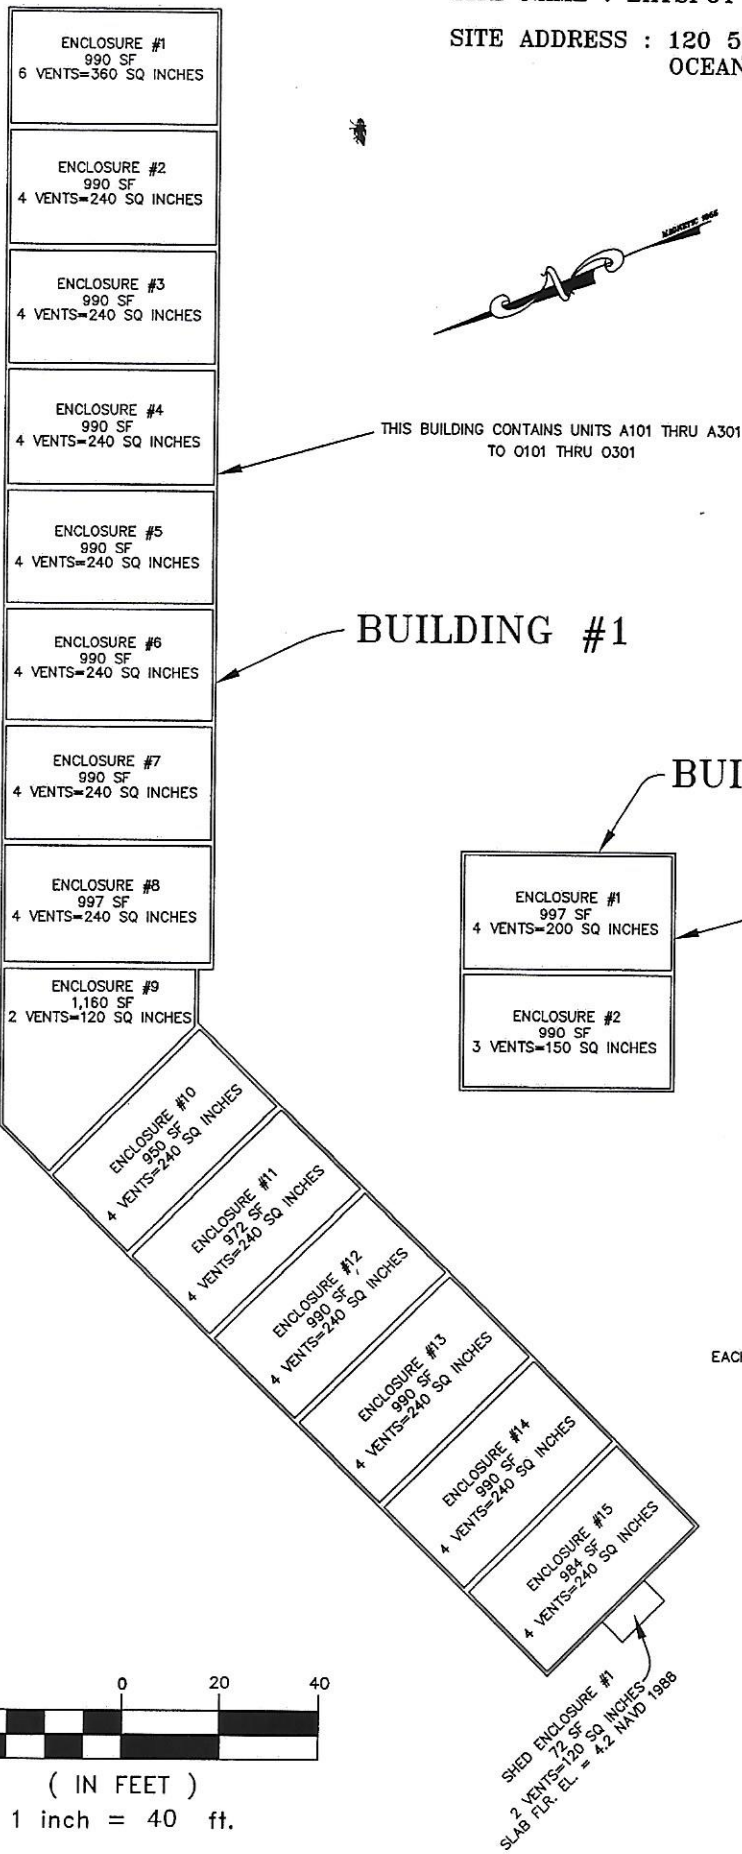 SITE ADDRESS : 120 5
OCEAN
ENCLOSURE #1
990 SF
6 VENTS=360 SQ INCHES
ENCLOSURE #2
990 SF
4 VENTS=240 SQ INCHES
MAGNETIC
N
ENCLOSURE #3
990 SF
4 VENTS=240 SQ INCHES
ENCLOSURE #4
990 SF
4 VENTS=240 SQ INCHES
THIS BUILDING CONTAINS UNITS A101 THRU A301
TO O101 THRU O301
ENCLOSURE #5
990 SF
4 VENTS=240 SQ INCHES
BUILDING #1
ENCLOSURE #6
990 SF
4 VENTS=240 SQ INCHES
ENCLOSURE #7
990 SF
4 VENTS=240 SQ INCHES
BUI
ENCLOSURE #8
997 SF
4 VENTS=240 SQ INCHES
ENCLOSURE #1
997 SF
4 VENTS=200 SQ INCHES
ENCLOSURE #2
990 SF
3 VENTS=150 SQ INCHES
ENCLOSURE #9
1,160 SF
2 VENTS=120 SQ INCHES
ENCLOSURE #10
950 SF
4 VENTS=240 SQ INCHES
ENCLOSURE #11
972 SF
4 VENTS=240 SQ INCHES
ENCLOSURE #12
990 SF
4 VENTS=240 SQ INCHES
ENCLOSURE #13
990 SF
4 VENTS=240 SQ INCHES
EACH
ENCLOSURE #14
990 SF
4 VENTS=240 SQ INCHES
ENCLOSURE #15
984 SF
4 VENTS=240 SQ INCHES
SHED ENCLOSURE #1
72 SF
2 VENTS=120 SQ INCHES
SLAB FLR. EL. = 4.2 NAVD 1988
0 20 40
( IN FEET )
1 inch = 40 ft.